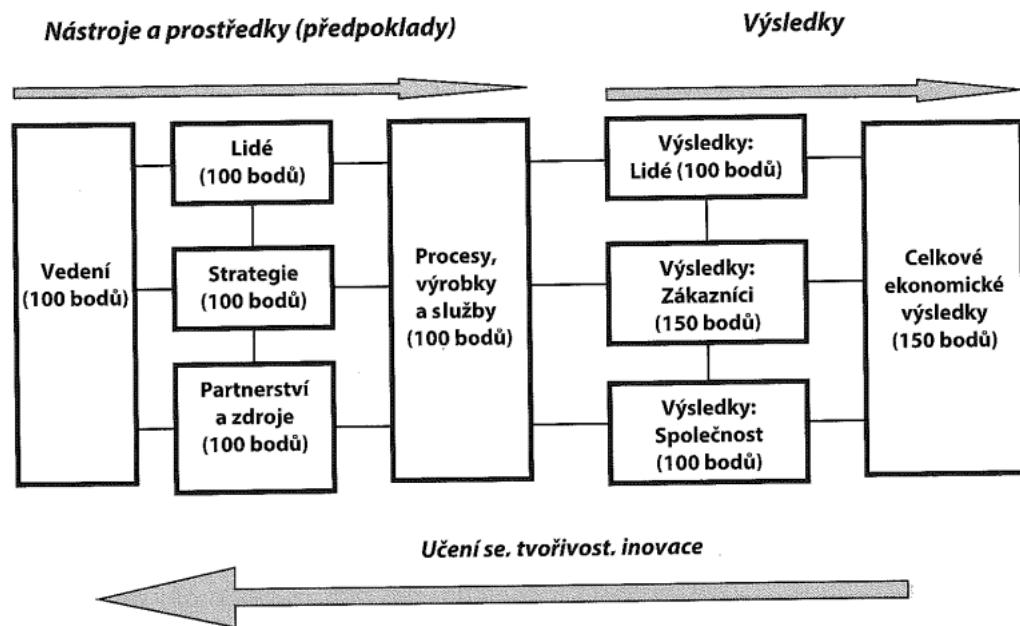 Nástroje a prostředky (předpoklady)
Výsledky
Vedení
(100 bodů)
Lidé
(100 bodů)
Strategie
(100 bodů)
Partnerství
a zdroje
(100 bodů)
Procesy,
výrobky
a služby
(100 bodů)
Výsledky:
Lidé (100 bodů)
Výsledky:
Zákazníci
(150 bodů)
Výsledky:
Společnost
(100 bodů)
Celkové
ekonomické
výsledky
(150 bodů)
Učení se. tvořivost. inovace